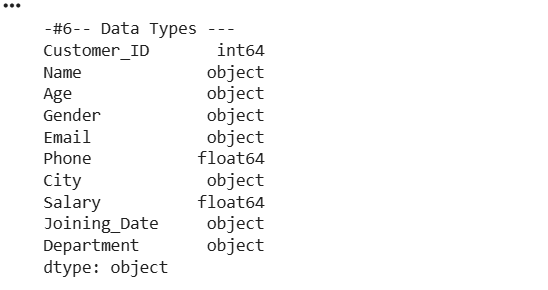 -#6-- Data Types ---
Customer_ID       int64
Name             object
Age              object
Gender           object
Email            object
Phone           float64
City             object
Salary          float64
Joining_Date     object
Department       object
dtype: object